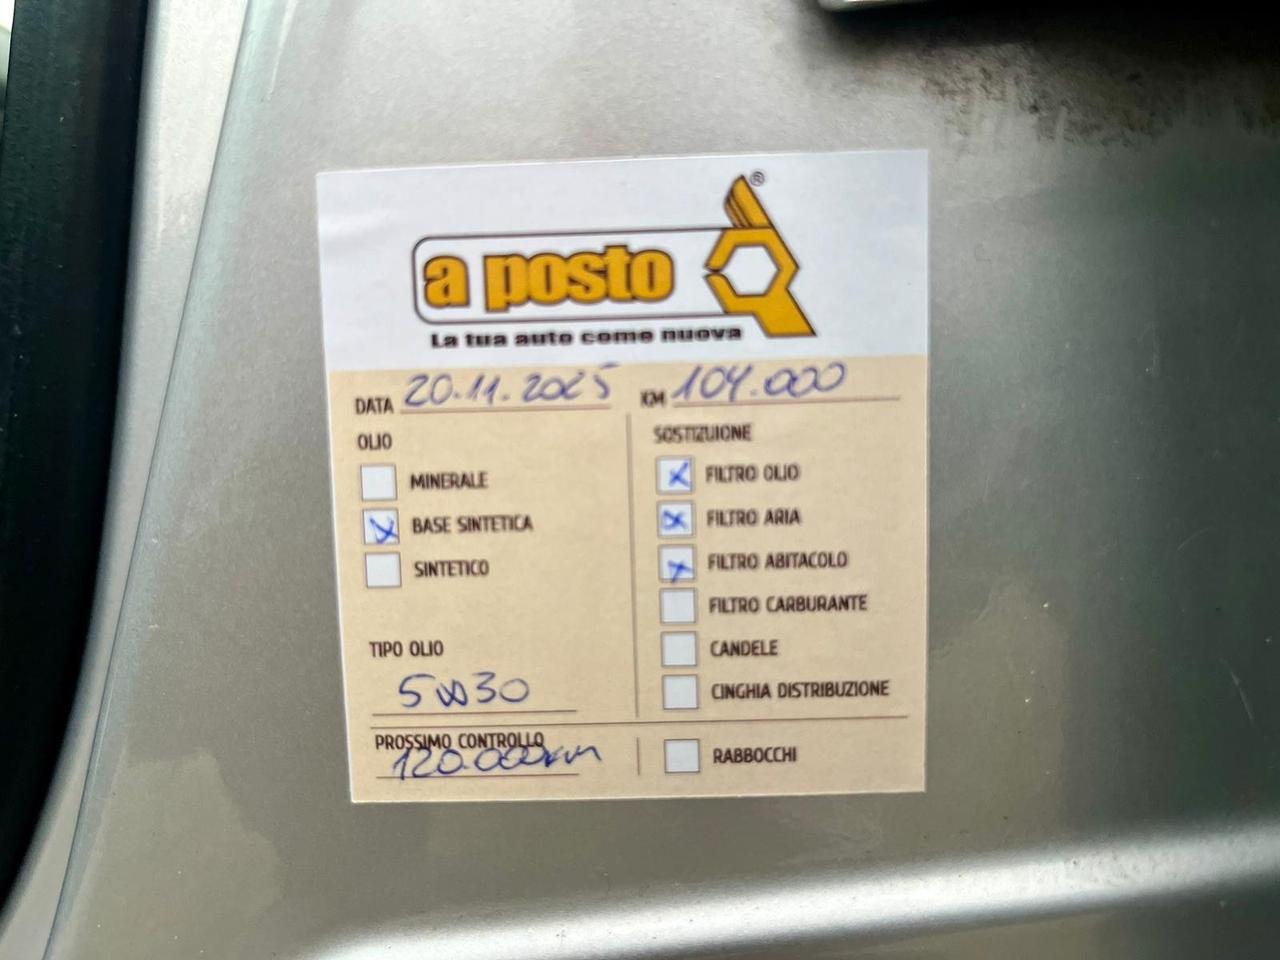 ®
a posto
La tua auto come nuova
DATA 20.11.2025 KM 104.000
OLIO
MINERALE
BASE SINTETICA
SINTETICO
TIPO OLIO
5W30
PROSSIMO CONTROLLO
120.000km
SOSTIZUIONE
FILTRO OLIO
FILTRO ARIA
FILTRO ABITACOLO
FILTRO CARBURANTE
CANDELE
CINGHIA DISTRIBUZIONE
RABBOCCHI